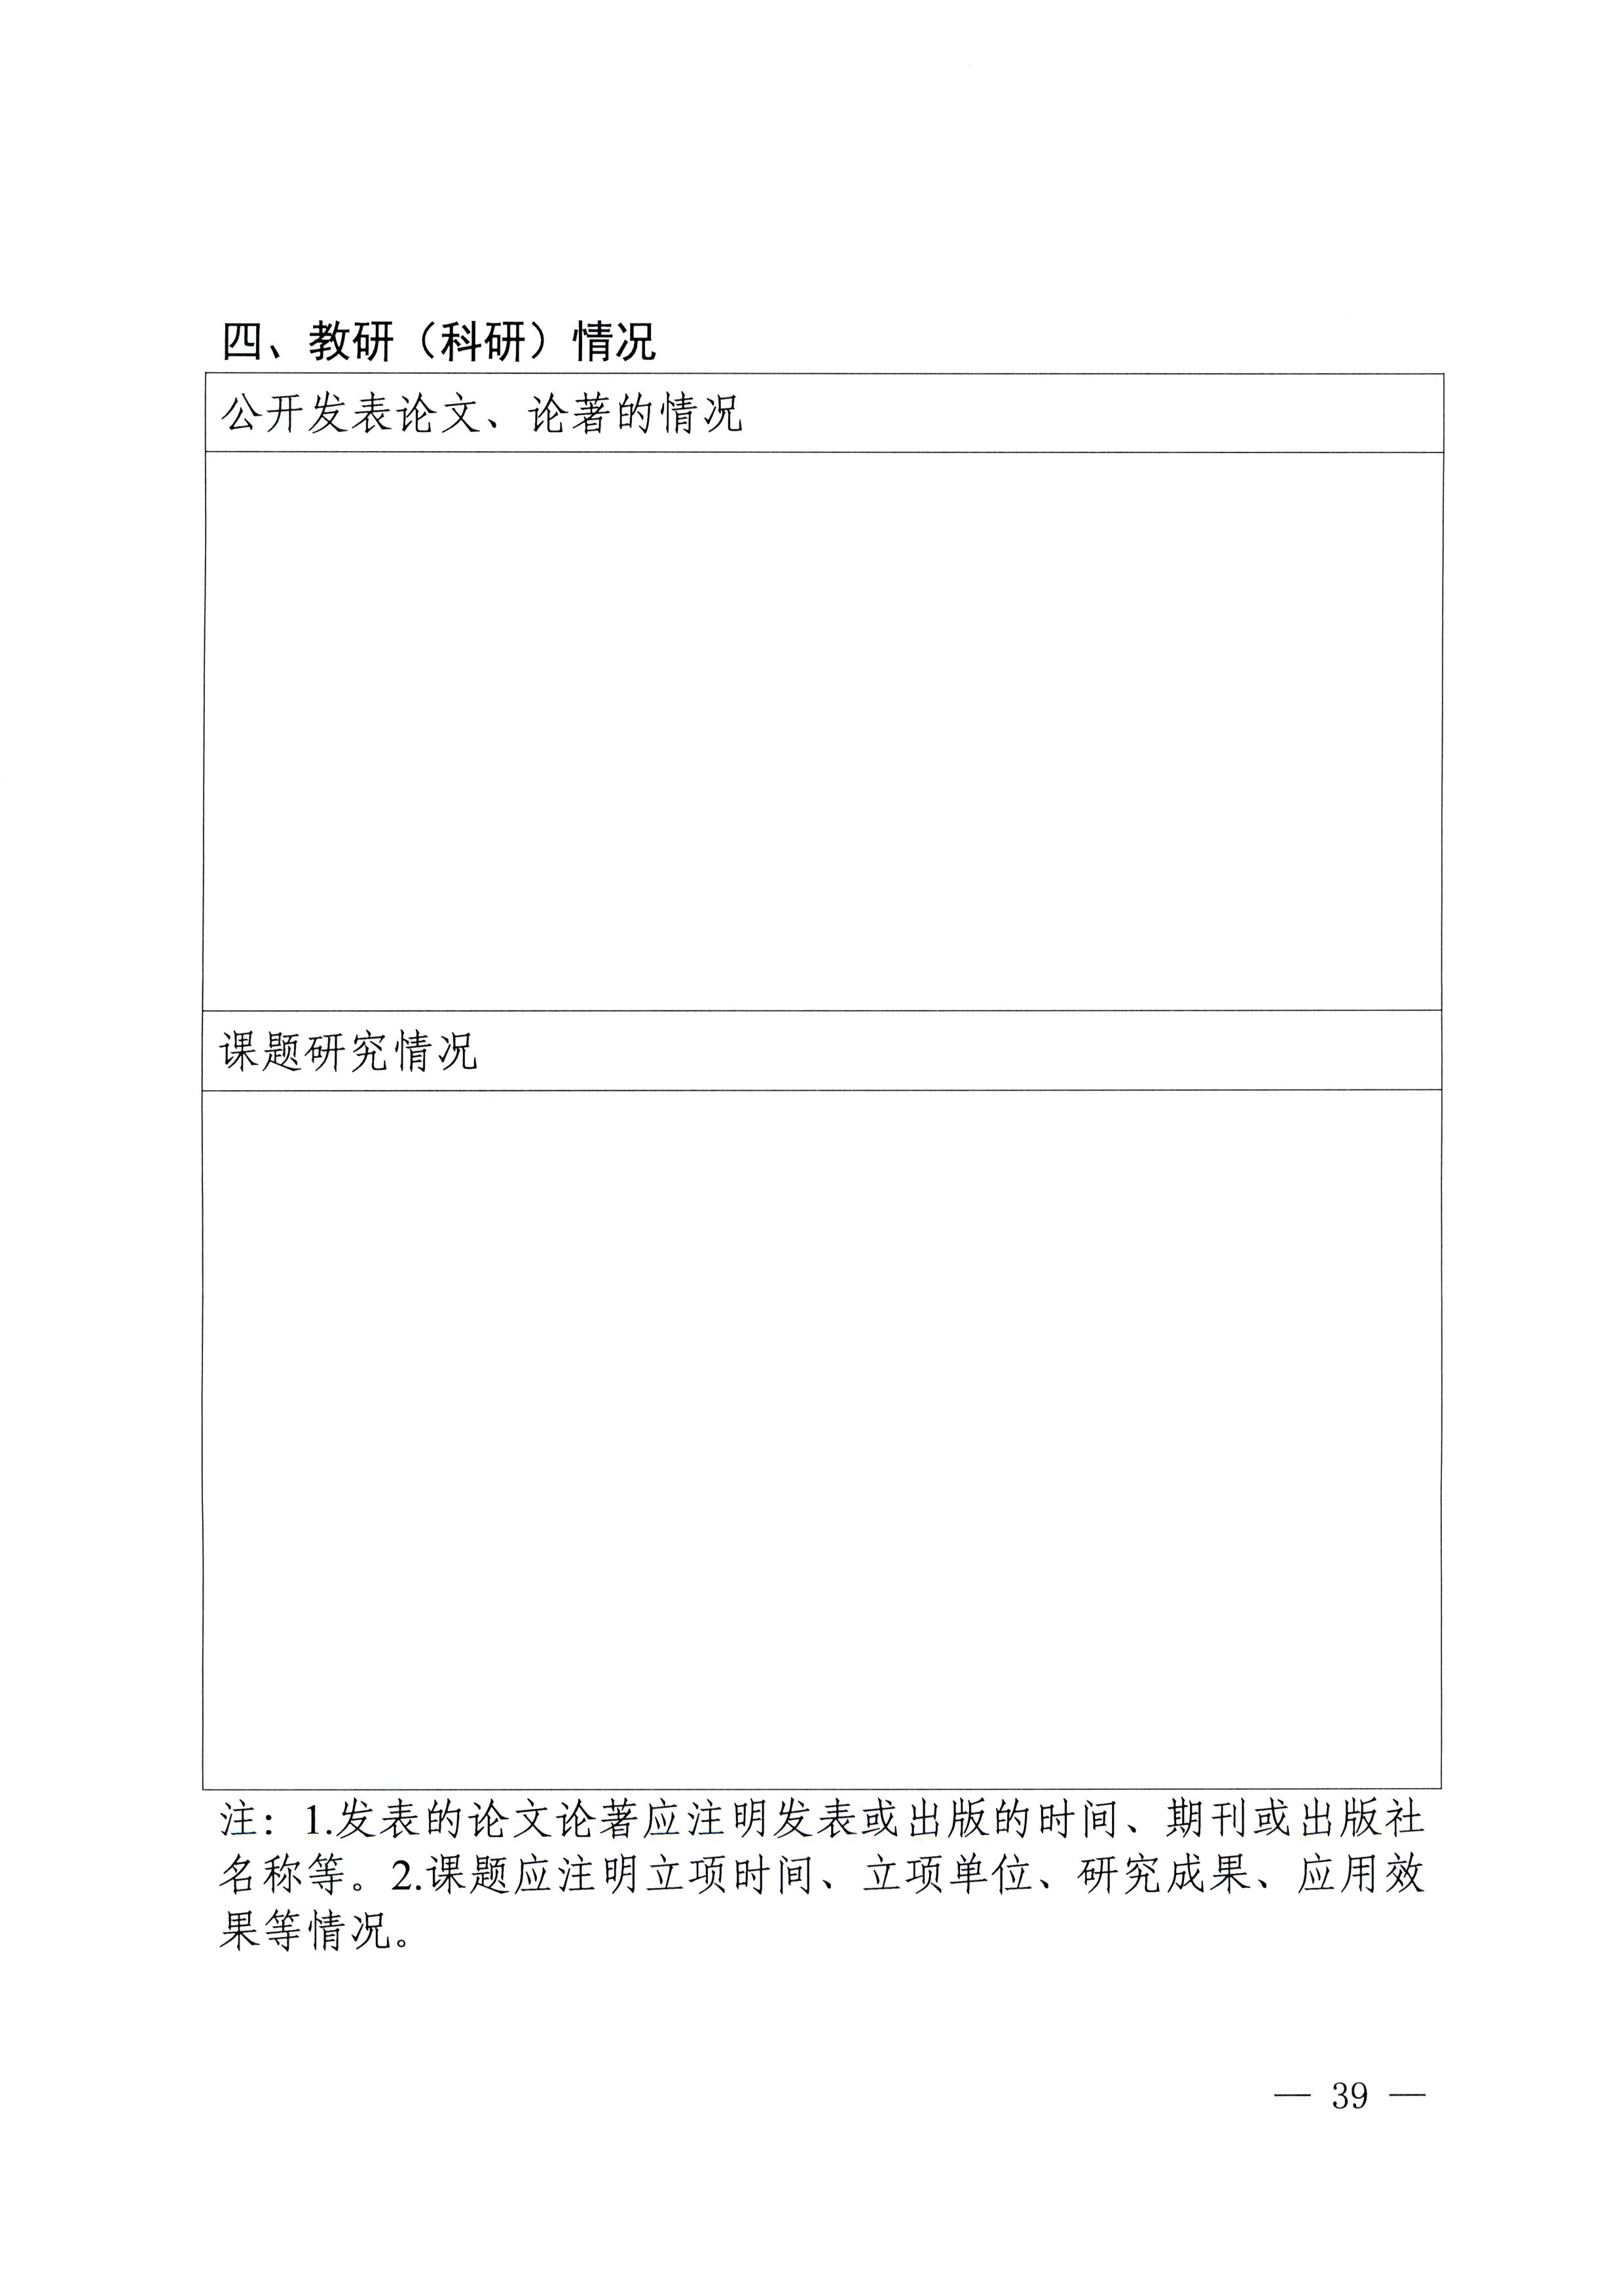 四、教研（科研）情况
公开发表论文、论著的情况
课题研究情况
注：1.发表的论文论著应注明发表或出版的时间、期刊或出版社
名称等。2.课题应注明立项时间、立项单位、研究成果、应用效
果等情况。
— 39 —